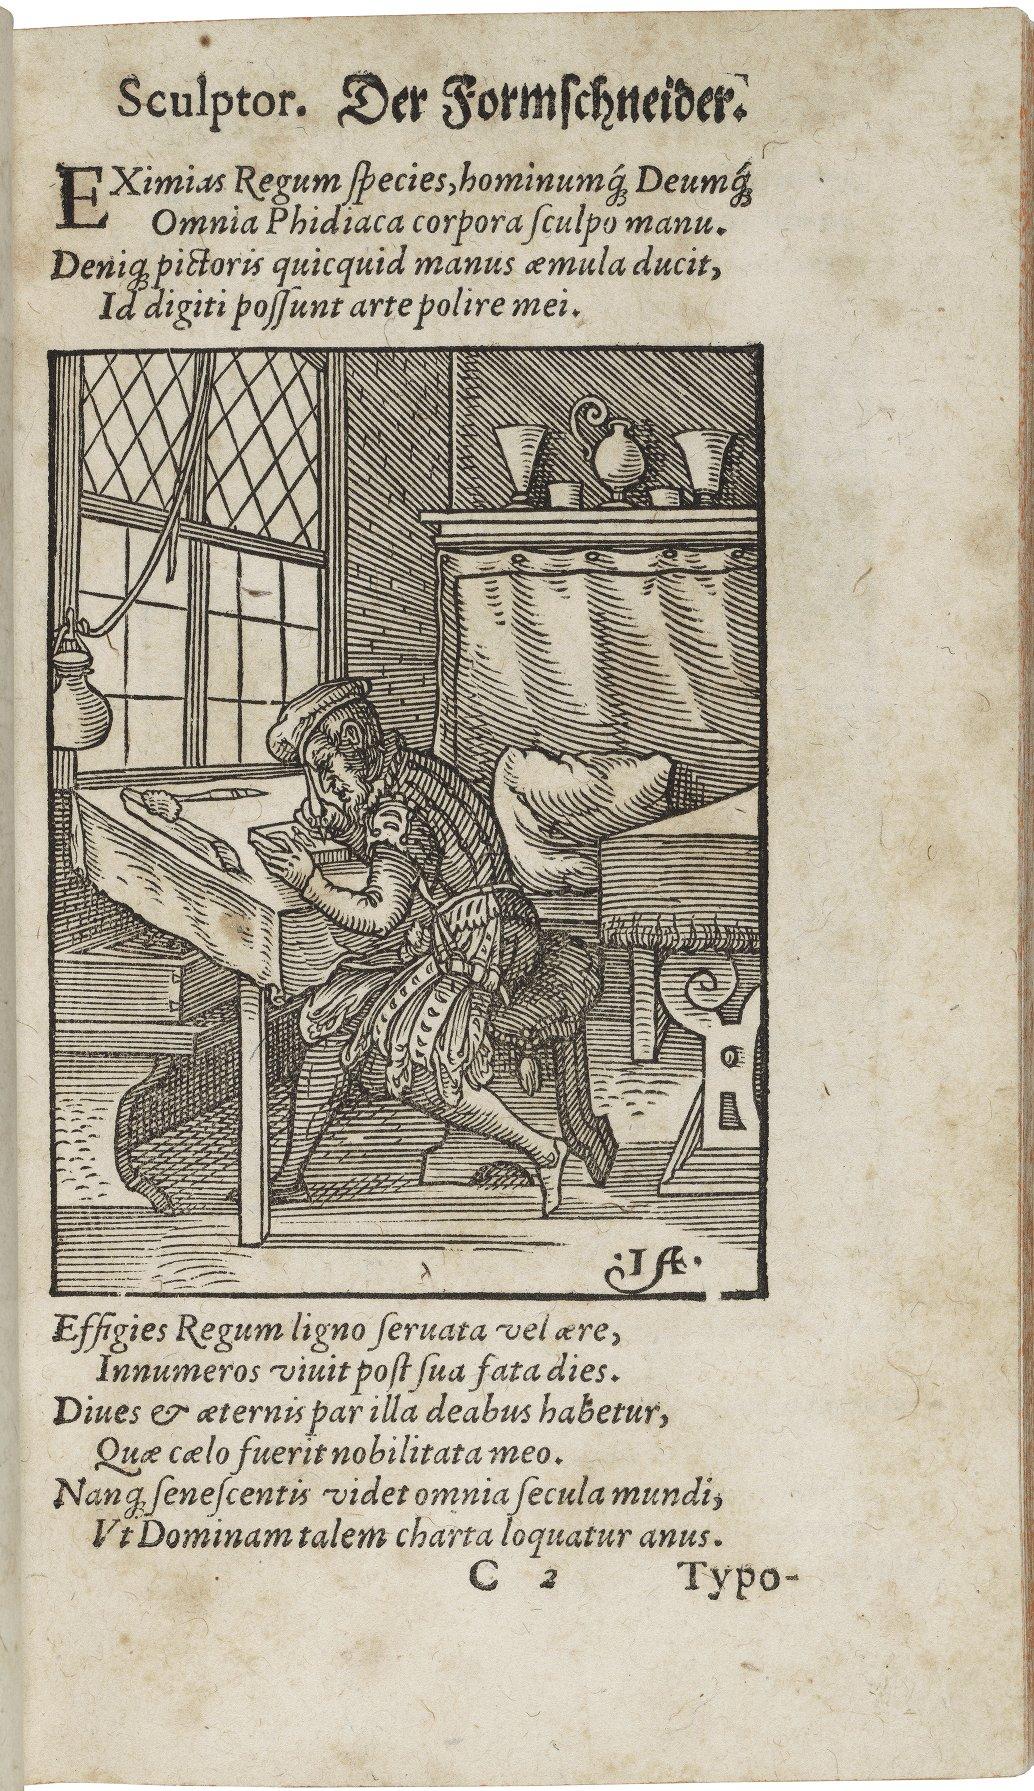 Sculptor. Der Formſchneider.
EXimias Regum ſpecies, hominumq́; Deumq́;
Omnia Phidiaca corpora ſculpo manu.
Deniq; pictoris quicquid manus æmula ducit,
Id digiti poſſunt arte polire mei.
·IA·
Effigies Regum ligno ſeruata vel ære,
Innumeros viuit poſt ſua fata dies.
Diues & æternis par illa deabus habetur,
Quæ cælo fuerit nobilitata meo.
Nanq; ſeneſcentis videt omnia ſecula mundi,
Vt Dominam talem charta loquatur anus.
C 2 Typo-